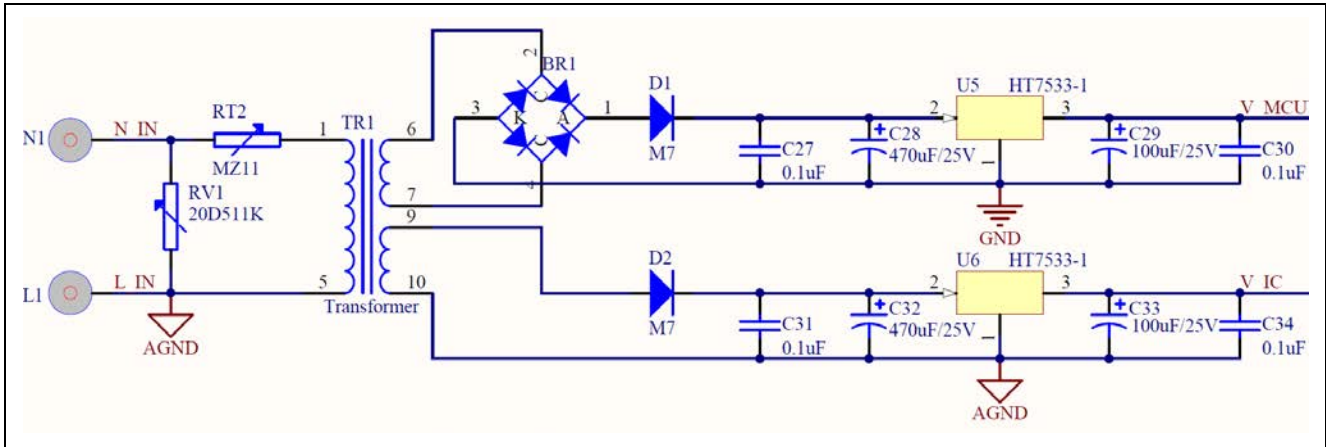 N1
N IN
RT2
MZ11
RV1
20D511K
L1
L IN
AGND
1
TR1
6
5
7
9
10
Transformer
2
BR1
3
K
A
1
4
D1
M7
C27
0.1uF
C28
470uF/25V
2
U5
HT7533-1
3
1
GND
C29
100uF/25V
V MCU
C30
0.1uF
D2
M7
C31
0.1uF
C32
470uF/25V
2
U6
HT7533-1
3
1
AGND
C33
100uF/25V
V IC
C34
0.1uF